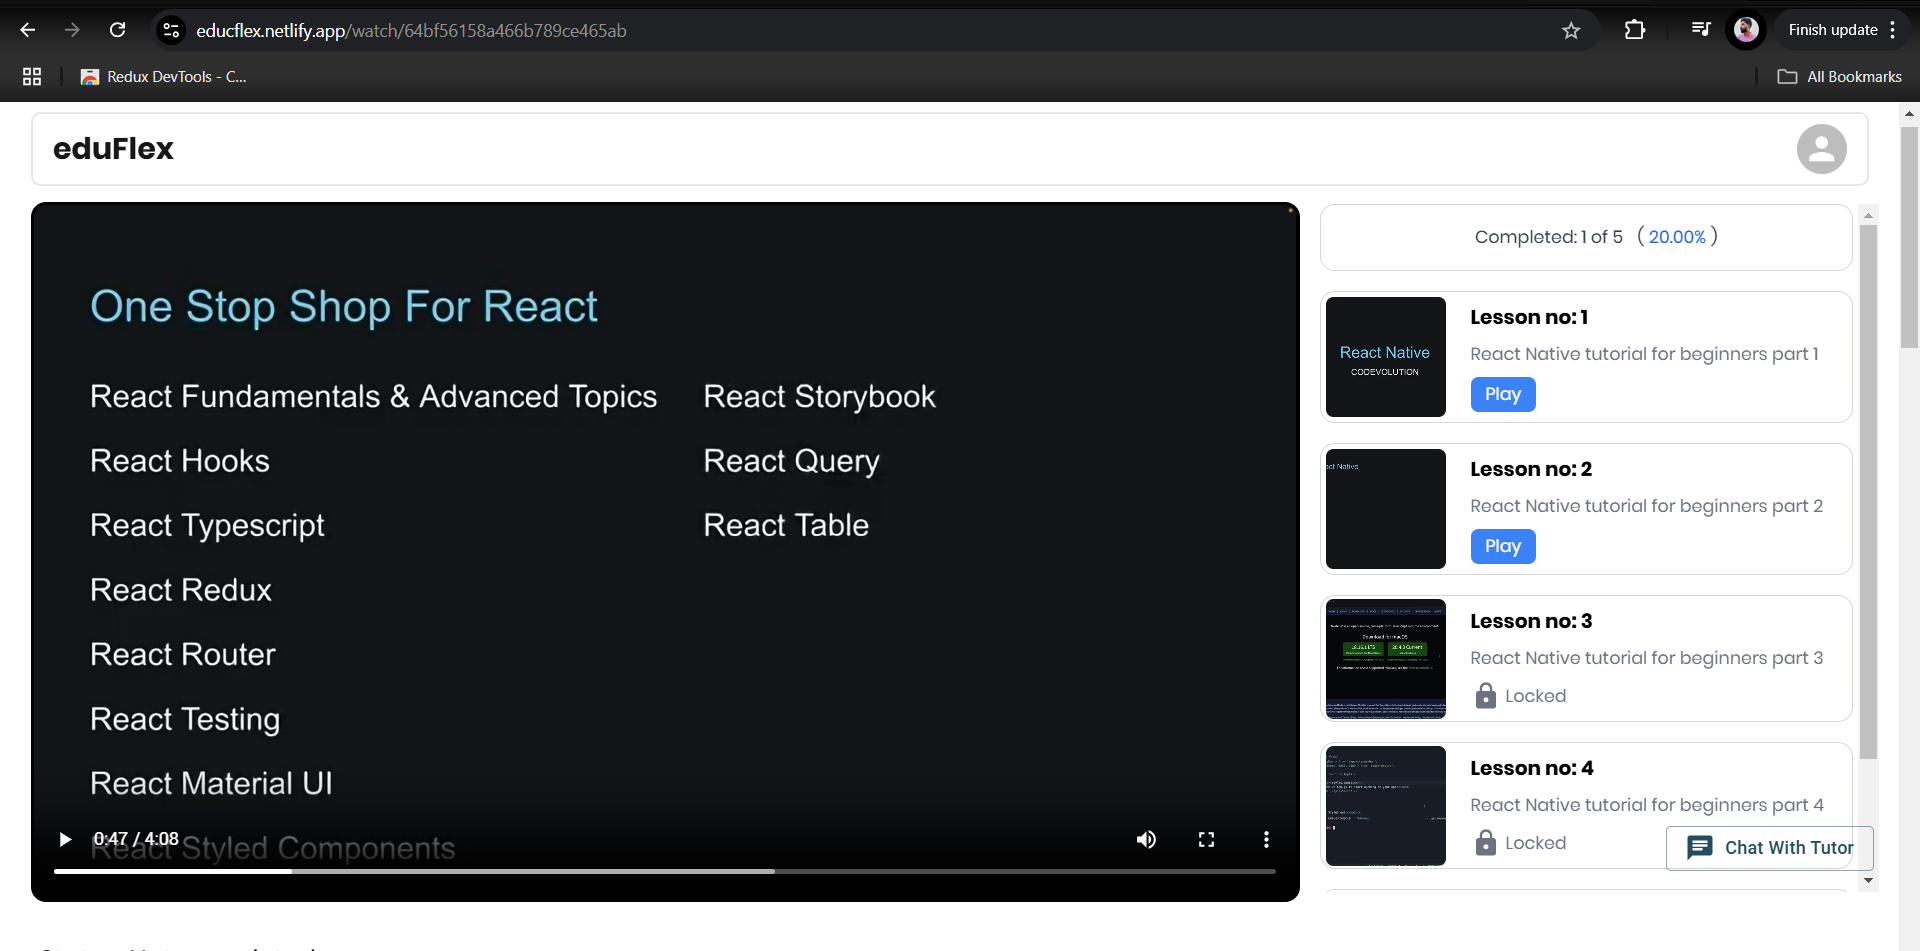 educflex.netlify.app/watch/64bf56158a466b789ce465ab
Finish update
Redux DevTools - C...
All Bookmarks
eduFlex
One Stop Shop For React
React Fundamentals & Advanced Topics
React Storybook
React Hooks
React Query
React Typescript
React Table
React Redux
React Router
React Testing
React Material UI
React Styled Components
0:47 / 4:08
Completed: 1 of 5 ( 20.00% )
React Native
CODEVOLUTION
Lesson no: 1
React Native tutorial for beginners part 1
Play
act Native
Lesson no: 2
React Native tutorial for beginners part 2
Play
Download for macOS
Lesson no: 3
React Native tutorial for beginners part 3
Locked
Lesson no: 4
React Native tutorial for beginners part 4
Locked
Chat With Tutor